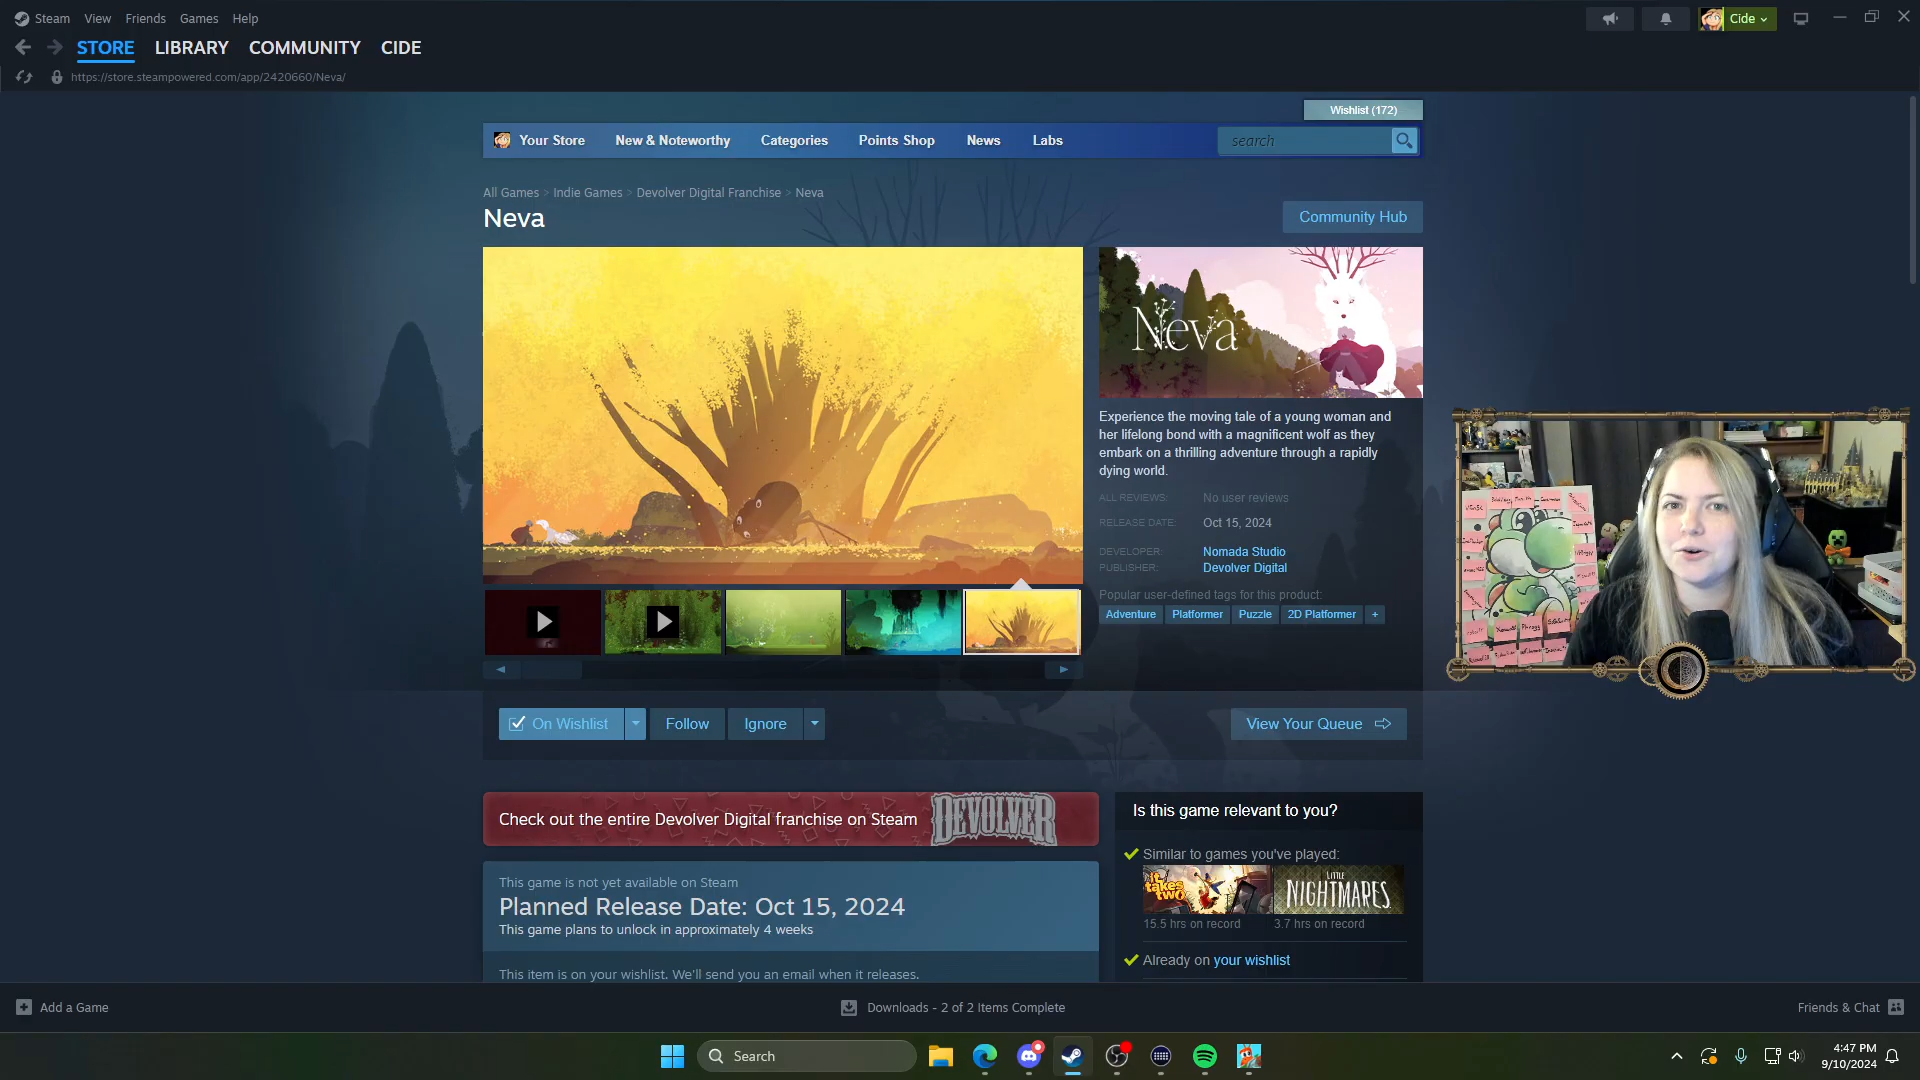 Steam View Friends Games Help
Cide
STORE LIBRARY COMMUNITY CIDE
https://store.steampowered.com/app/2420660/Neva/
Wishlist (172)
Your Store New & Noteworthy Categories Points Shop News Labs
search
All Games > Indie Games > Devolver Digital Franchise > Neva
Neva
Community Hub
Neva
Experience the moving tale of a young woman and
her lifelong bond with a magnificent wolf as they
embark on a thrilling adventure through a rapidly
dying world.
ALL REVIEWS: No user reviews
RELEASE DATE: Oct 15, 2024
DEVELOPER: Nomada Studio
PUBLISHER: Devolver Digital
Popular user-defined tags for this product:
Adventure Platformer Puzzle 2D Platformer +
On Wishlist Follow Ignore
View Your Queue
Check out the entire Devolver Digital franchise on Steam
DEVOLVER
This game is not yet available on Steam
Planned Release Date: Oct 15, 2024
This game plans to unlock in approximately 4 weeks
This item is on your wishlist. We'll send you an email when it releases.
Is this game relevant to you?
Similar to games you've played:
it takes two
LITTLE NIGHTMARES
15.5 hrs on record 3.7 hrs on record
Already on your wishlist
Add a Game
Downloads - 2 of 2 Items Complete
Friends & Chat
Search
4:47 PM
9/10/2024